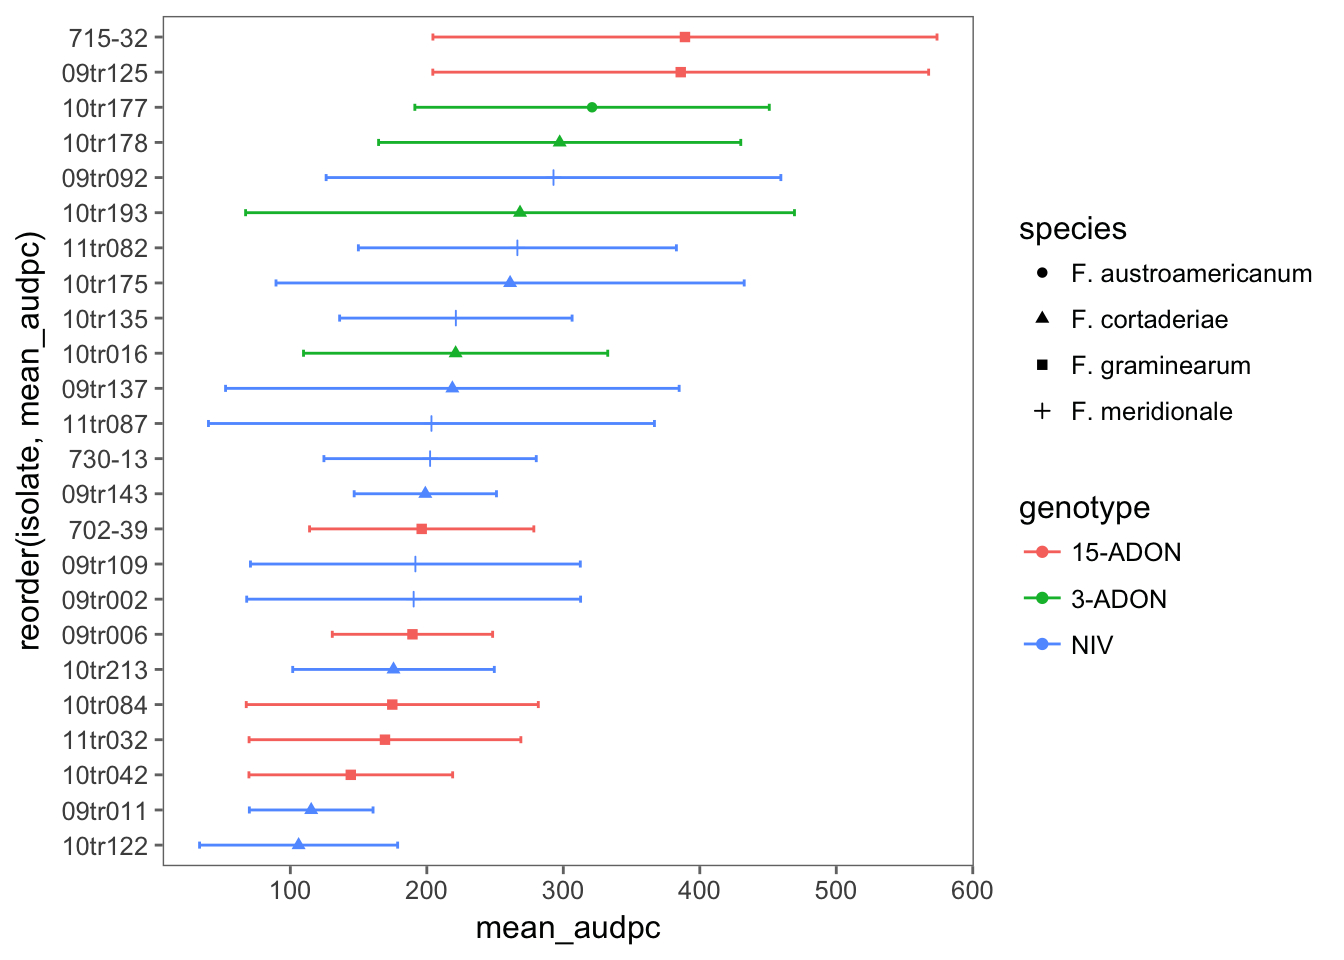 reorder(isolate, mean_audpc)
715-32
09tr125
10tr177
10tr178
09tr092
10tr193
11tr082
10tr175
10tr135
10tr016
09tr137
11tr087
730-13
09tr143
702-39
09tr109
09tr002
09tr006
10tr213
10tr084
11tr032
10tr042
09tr011
10tr122
100 200 300 400 500 600
mean_audpc
species
F. austroamericanum
F. cortaderiae
F. graminearum
F. meridionale
genotype
15-ADON
3-ADON
NIV